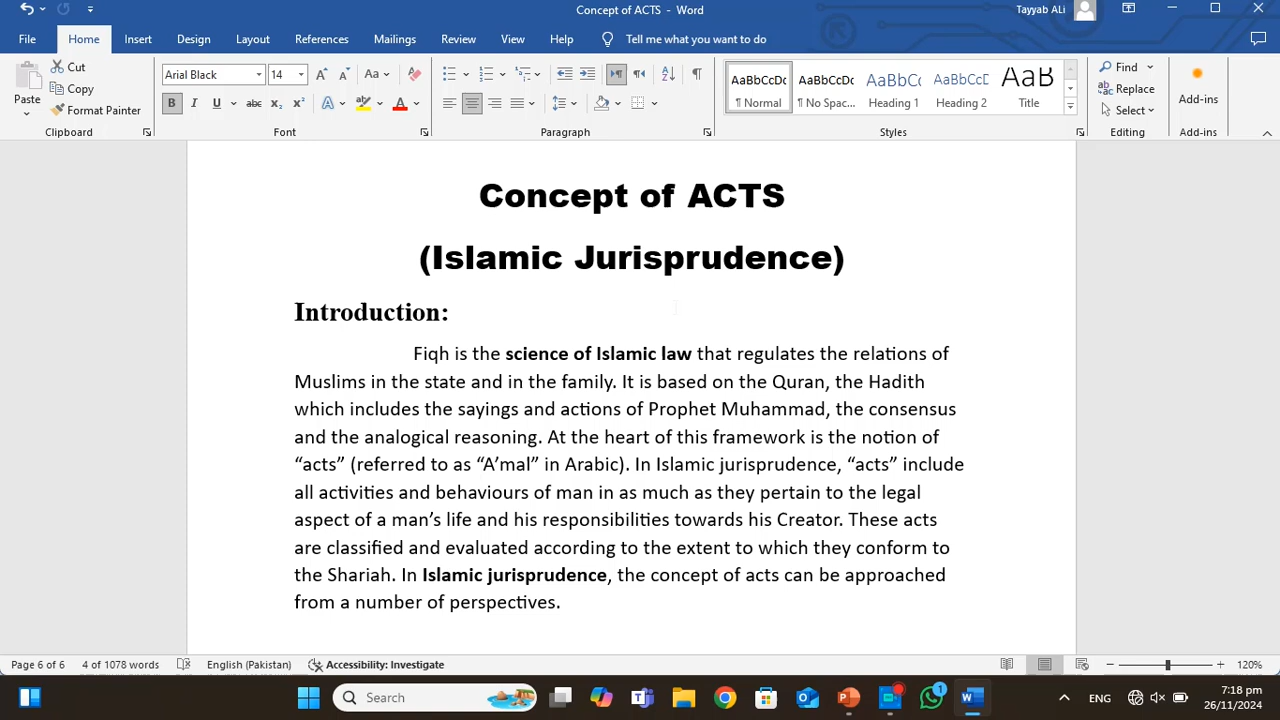 Concept of ACTS - Word
Tayyab ALi
File Home Insert Design Layout References Mailings Review View Help Tell me what you want to do
Paste
Cut
Copy
Format Painter
Clipboard
Arial Black 14
Font
Paragraph
AaBbCcDc AaBbCcDc AaBbCc AaBbCcD AaB
¶ Normal ¶ No Spac... Heading 1 Heading 2 Title
Styles
Find
Replace
Select
Editing
Add-ins
Add-ins
Concept of ACTS
(Islamic Jurisprudence)
Introduction:
Fiqh is the science of Islamic law that regulates the relations of
Muslims in the state and in the family. It is based on the Quran, the Hadith
which includes the sayings and actions of Prophet Muhammad, the consensus
and the analogical reasoning. At the heart of this framework is the notion of
“acts” (referred to as “A’mal” in Arabic). In Islamic jurisprudence, “acts” include
all activities and behaviours of man in as much as they pertain to the legal
aspect of a man’s life and his responsibilities towards his Creator. These acts
are classified and evaluated according to the extent to which they conform to
the Shariah. In Islamic jurisprudence, the concept of acts can be approached
from a number of perspectives.
Page 6 of 6 4 of 1078 words English (Pakistan) Accessibility: Investigate 120%
Search
ENG
7:18 pm
26/11/2024